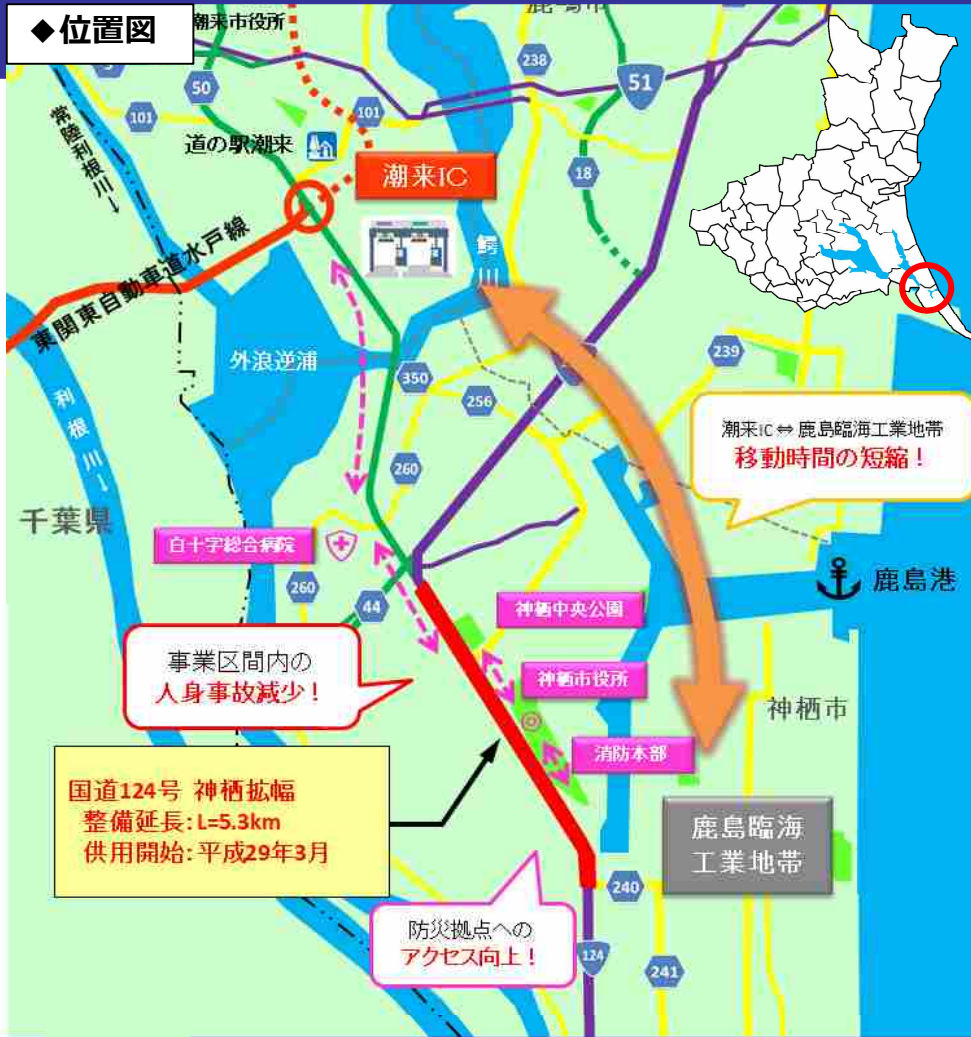 ◆位置図
潮来市役所
鹿嶋市
50
238
51
101
101
常陸利根川→
道の駅潮来
潮来IC
18
鰐川
東関東自動車道水戸線
外浪逆浦
350
239
256
利根川→
潮来IC⇔鹿島臨海工業地帯
移動時間の短縮！
260
千葉県
白十字総合病院
260
44
鹿島港
神栖中央公園
事業区間内の
人身事故減少！
神栖市役所
神栖市
消防本部
国道124号 神栖拡幅
整備延長：L=5.3km
供用開始：平成29年3月
鹿島臨海
工業地帯
240
防災拠点への
アクセス向上！
124
241